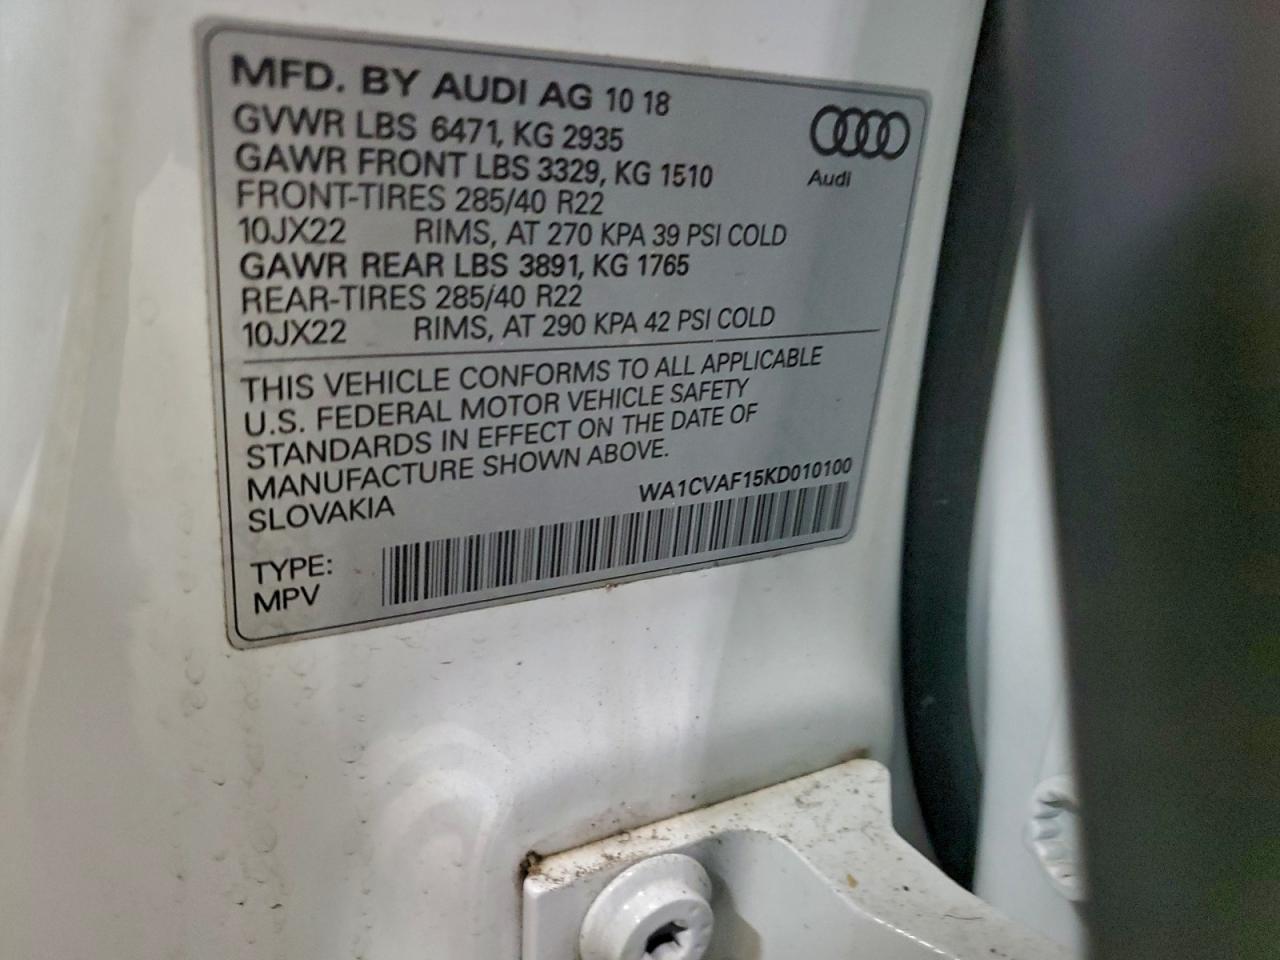 MFD. BY AUDI AG 10 18
GVWR LBS 6471, KG 2935
GAWR FRONT LBS 3329, KG 1510
FRONT-TIRES 285/40 R22
10JX22 RIMS, AT 270 KPA 39 PSI COLD
GAWR REAR LBS 3891, KG 1765
REAR-TIRES 285/40 R22
10JX22 RIMS, AT 290 KPA 42 PSI COLD
Audi
THIS VEHICLE CONFORMS TO ALL APPLICABLE
U.S. FEDERAL MOTOR VEHICLE SAFETY
STANDARDS IN EFFECT ON THE DATE OF
MANUFACTURE SHOWN ABOVE.
SLOVAKIA
WA1CVAF15KD010100
TYPE:
MPV